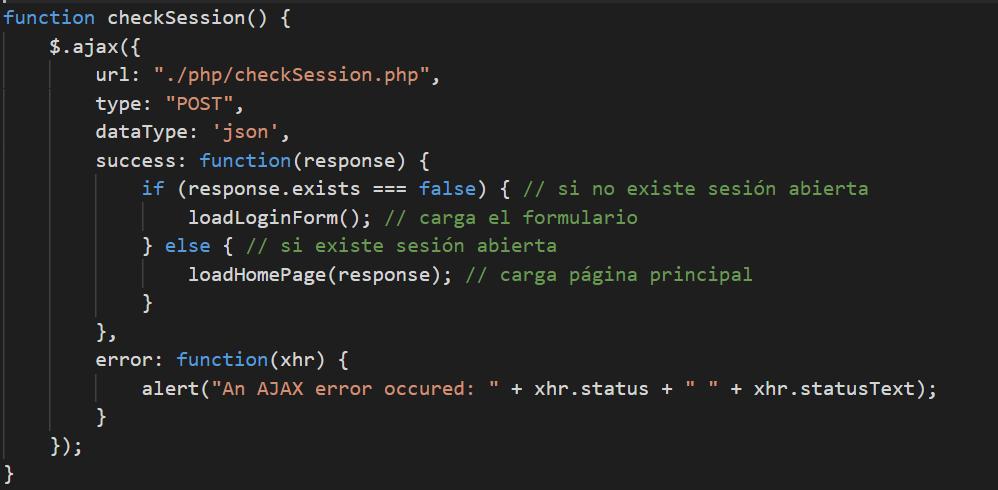 function checkSession() {
    $.ajax({
        url: "./php/checkSession.php",
        type: "POST",
        dataType: 'json',
        success: function(response) {
            if (response.exists === false) { // si no existe sesión abierta
                loadLoginForm(); // carga el formulario
            } else { // si existe sesión abierta
                loadHomePage(response); // carga página principal
            }
        },
        error: function(xhr) {
            alert("An AJAX error occured: " + xhr.status + " " + xhr.statusText);
        }
    });
}